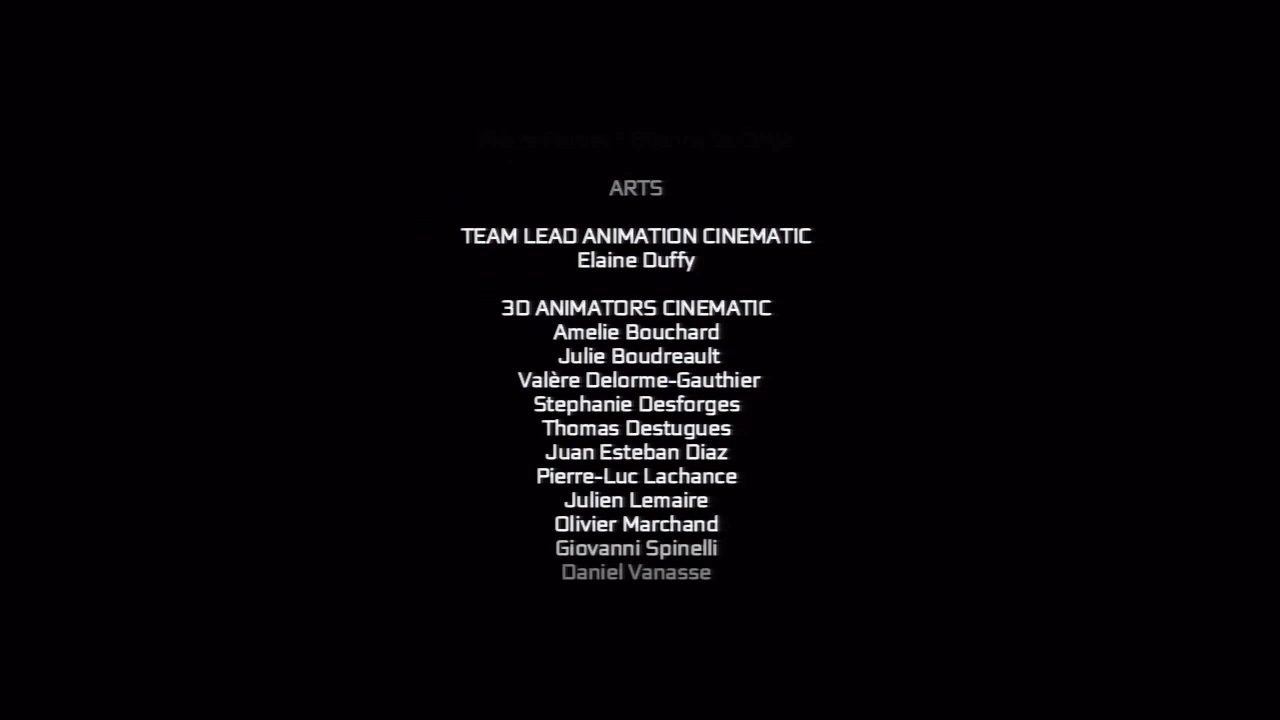 ARTS
TEAM LEAD ANIMATION CINEMATIC
Elaine Duffy
3D ANIMATORS CINEMATIC
Amelie Bouchard
Julie Boudreault
Valère Delorme-Gauthier
Stephanie Desforges
Thomas Destugues
Juan Esteban Diaz
Pierre-Luc Lachance
Julien Lemaire
Olivier Marchand
Giovanni Spinelli
Daniel Vanasse